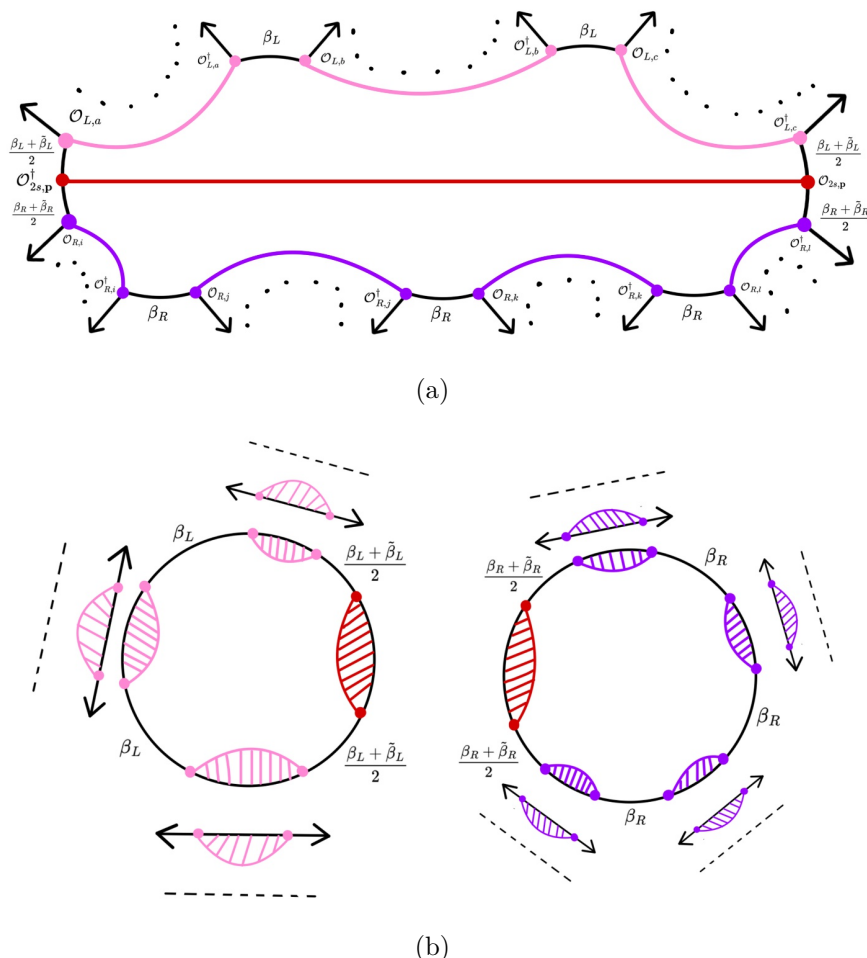 β_L β_L
O†_{L,a} O_{L,b} O†_{L,b} O_{L,c}
O_{L,a} O†_{L,c}
(β_L + β̃_L)/2 (β_L + β̃_L)/2
O†_{2s,p} O_{2s,p}
(β_R + β̃_R)/2 (β_R + β̃_R)/2
O_{R,i} O†_{R,l}
O†_{R,i} O_{R,j} O†_{R,j} O_{R,k} O†_{R,k} O_{R,l}
β_R β_R β_R
(a)
β_L
(β_L + β̃_L)/2
β_L
(β_L + β̃_L)/2
β_R
(β_R + β̃_R)/2
β_R
(β_R + β̃_R)/2
β_R
(b)